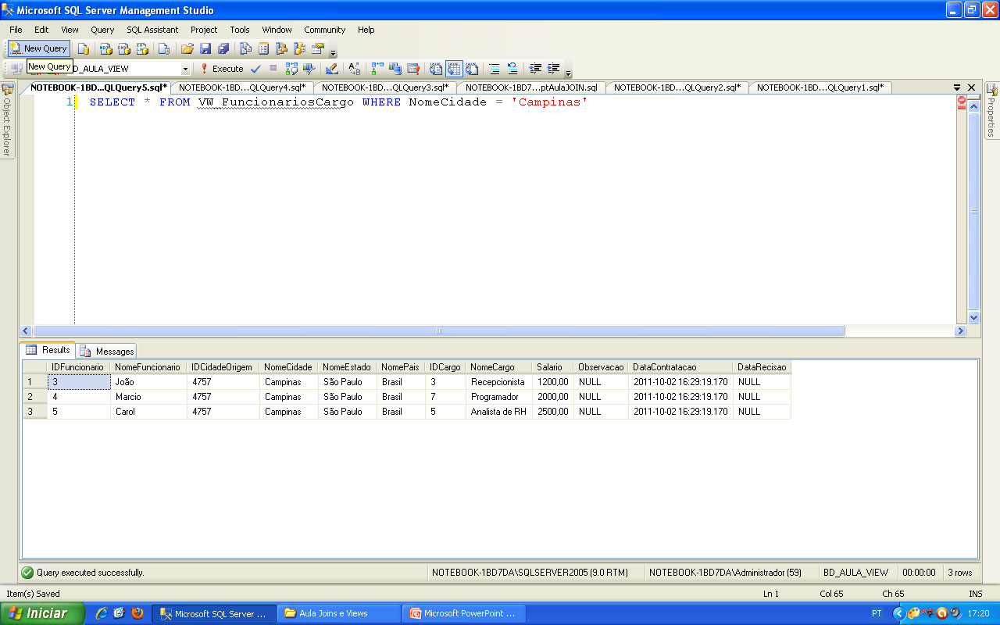 Microsoft SQL Server Management Studio
File Edit View Query SQL Assistant Project Tools Window Community Help
New Query
New Query
D_AULA_VIEW Execute
NOTEBOOK-1BD...QLQuery5.sql* NOTEBOOK-1BD...QLQuery4.sql* NOTEBOOK-1BD...QLQuery3.sql* NOTEBOOK-1BD7...ptAulaJOIN.sql NOTEBOOK-1BD...QLQuery2.sql* NOTEBOOK-1BD...QLQuery1.sql*
Object Explorer
Properties
1 SELECT * FROM VW_FuncionariosCargo WHERE NomeCidade = 'Campinas'
Results Messages
IDFuncionario NomeFuncionario IDCidadeOrigem NomeCidade NomeEstado NomePais IDCargo NomeCargo Salario Observacao DataContratacao DataRecisao
1 3 João 4757 Campinas São Paulo Brasil 3 Recepcionista 1200,00 NULL 2011-10-02 16:29:19.170 NULL
2 4 Marcio 4757 Campinas São Paulo Brasil 7 Programador 2000,00 NULL 2011-10-02 16:29:19.170 NULL
3 5 Carol 4757 Campinas São Paulo Brasil 5 Analista de RH 2500,00 NULL 2011-10-02 16:29:19.170 NULL
Query executed successfully. NOTEBOOK-1BD7DA\SQLSERVER2005 (9.0 RTM) NOTEBOOK-1BD7DA\Administrador (59) BD_AULA_VIEW 00:00:00 3 rows
Item(s) Saved Ln 1 Col 65 Ch 65 INS
Iniciar Microsoft SQL Server ... Aula Joins e Views Microsoft PowerPoint ... PT 17:20